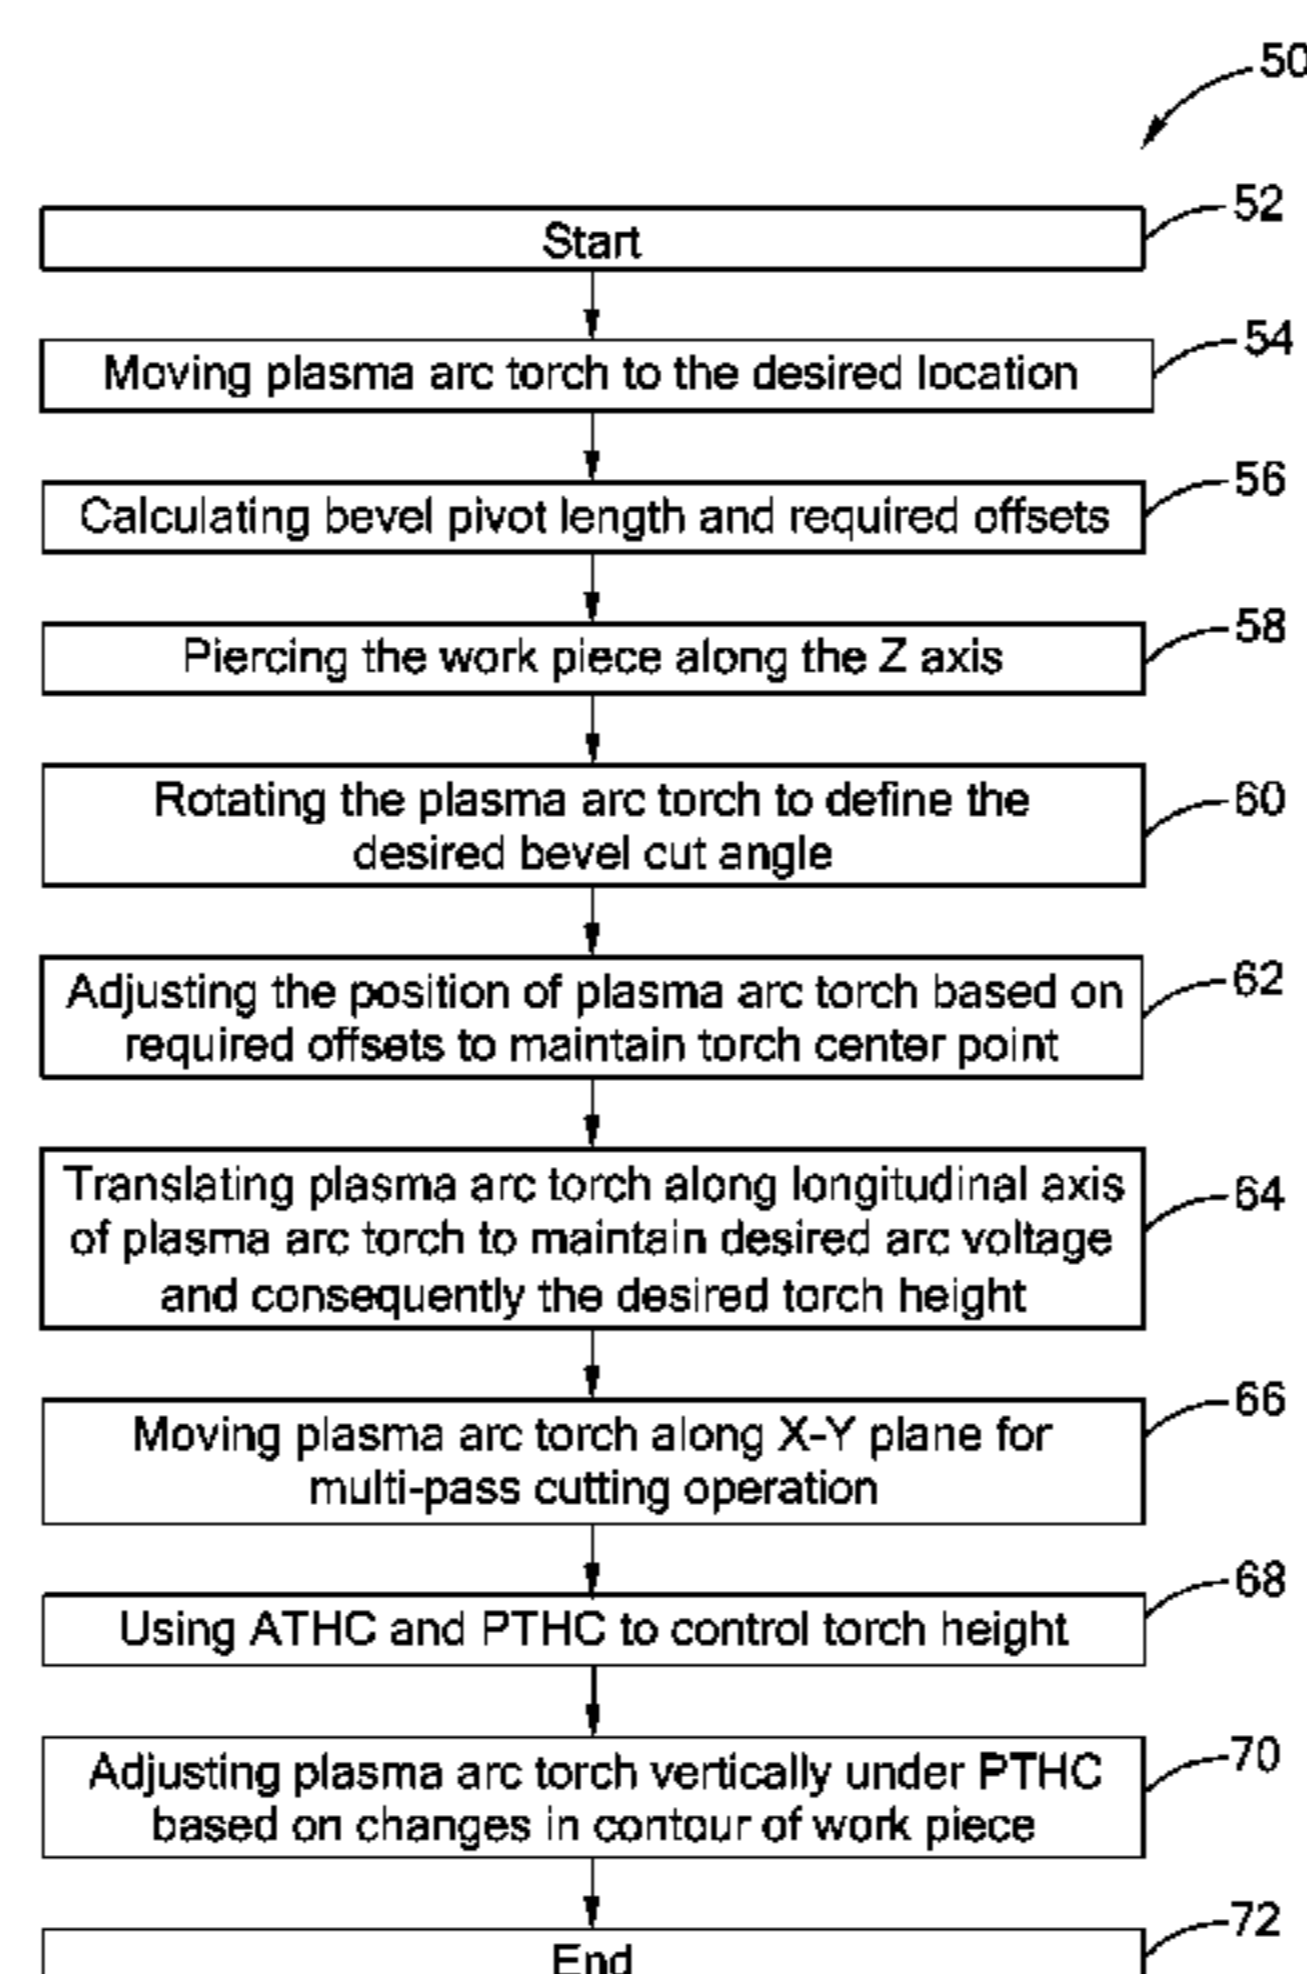 50
Start
52
Moving plasma arc torch to the desired location
54
Calculating bevel pivot length and required offsets
56
Piercing the work piece along the Z axis
58
Rotating the plasma arc torch to define the
desired bevel cut angle
60
Adjusting the position of plasma arc torch based on
required offsets to maintain torch center point
62
Translating plasma arc torch along longitudinal axis
of plasma arc torch to maintain desired arc voltage
and consequently the desired torch height
64
Moving plasma arc torch along X-Y plane for
multi-pass cutting operation
66
Using ATHC and PTHC to control torch height
68
Adjusting plasma arc torch vertically under PTHC
based on changes in contour of work piece
70
End
72